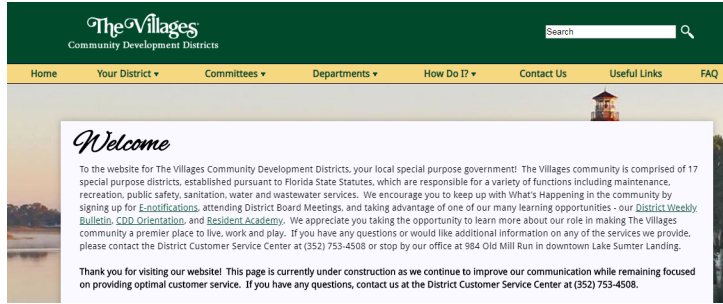 The Villages
Community Development Districts
Search
Home Your District ▾ Committees ▾ Departments ▾ How Do I? ▾ Contact Us Useful Links FAQ
Welcome
To the website for The Villages Community Development Districts, your local special purpose government! The Villages community is comprised of 17
special purpose districts, established pursuant to Florida State Statutes, which are responsible for a variety of functions including maintenance,
recreation, public safety, sanitation, water and wastewater services. We encourage you to keep up with What's Happening in the community by
signing up for E-notifications, attending District Board Meetings, and taking advantage of one of our many learning opportunities - our District Weekly
Bulletin, CDD Orientation, and Resident Academy. We appreciate you taking the opportunity to learn more about our role in making The Villages
community a premier place to live, work and play. If you have any questions or would like additional information on any of the services we provide,
please contact the District Customer Service Center at (352) 753-4508 or stop by our office at 984 Old Mill Run in downtown Lake Sumter Landing.
Thank you for visiting our website! This page is currently under construction as we continue to improve our communication while remaining focused
on providing optimal customer service. If you have any questions, contact us at the District Customer Service Center at (352) 753-4508.